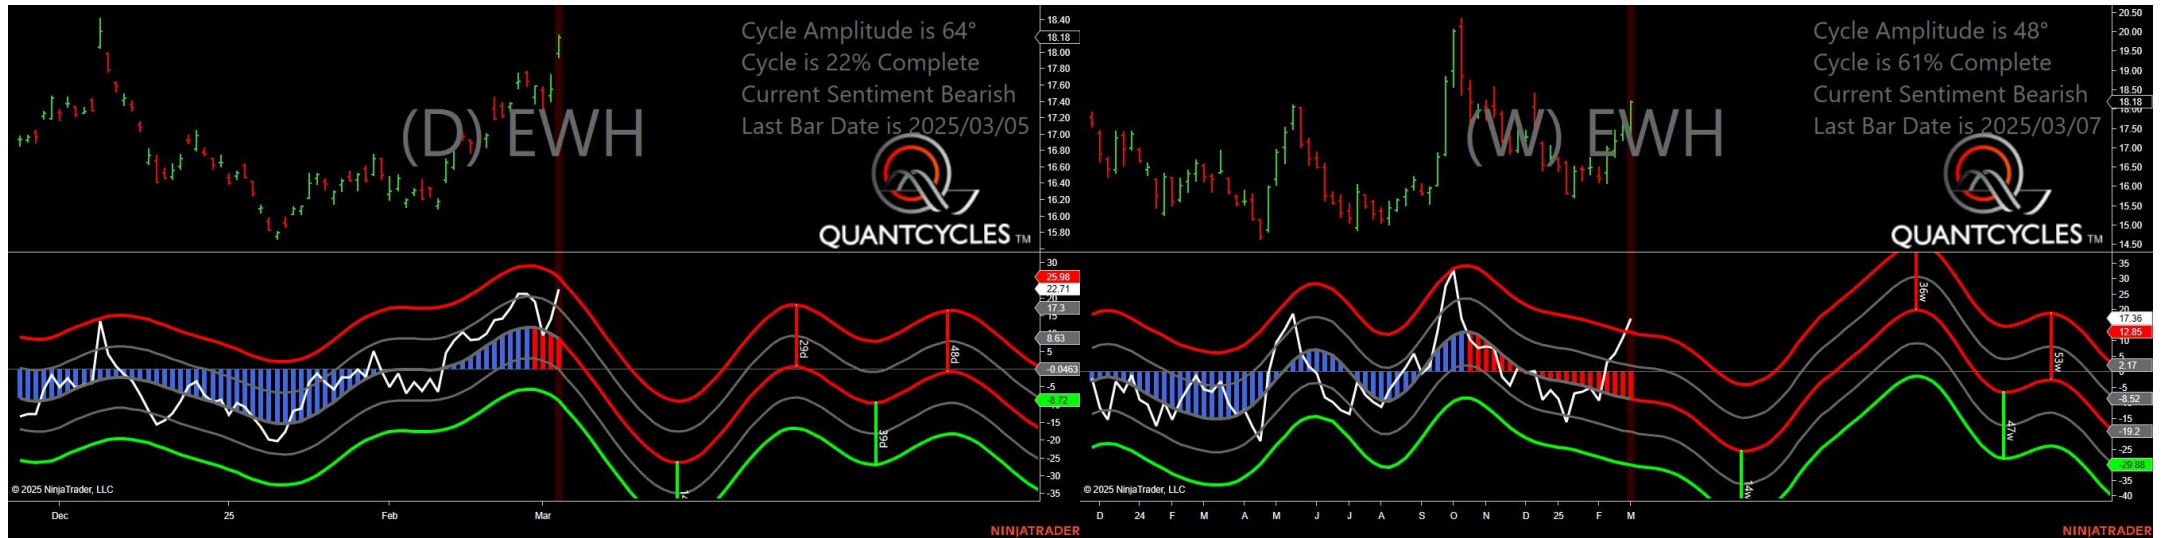 Cycle Amplitude is 64°
Cycle is 22% Complete
Current Sentiment Bearish
Last Bar Date is 2025/03/05
(D) EWH
QUANTCYCLES TM
18.40
18.18
18.00
17.80
17.60
17.40
17.20
17.00
16.80
16.60
16.40
16.20
16.00
15.80
30
25.98
22.71
20
17.3
15
8.63
5
-0.0463
-5
-8.72
-15
-20
-25
-30
-35
29d
48d
39d
© 2025 NinjaTrader, LLC
Dec 25 Feb Mar
NINJATRADER
Cycle Amplitude is 48°
Cycle is 61% Complete
Current Sentiment Bearish
Last Bar Date is 2025/03/07
(W) EWH
QUANTCYCLES TM
20.50
20.00
19.50
19.00
18.50
18.18
18.00
17.50
17.00
16.50
16.00
15.50
15.00
14.50
35
30
25
20
17.36
12.85
10
5
2.17
-5
-8.52
-15
-19.2
-25
-29.88
-35
-40
36w
53w
47w
14w
© 2025 NinjaTrader, LLC
D 24 F M A M J J A S O N D 25 F M
NINJATRADER